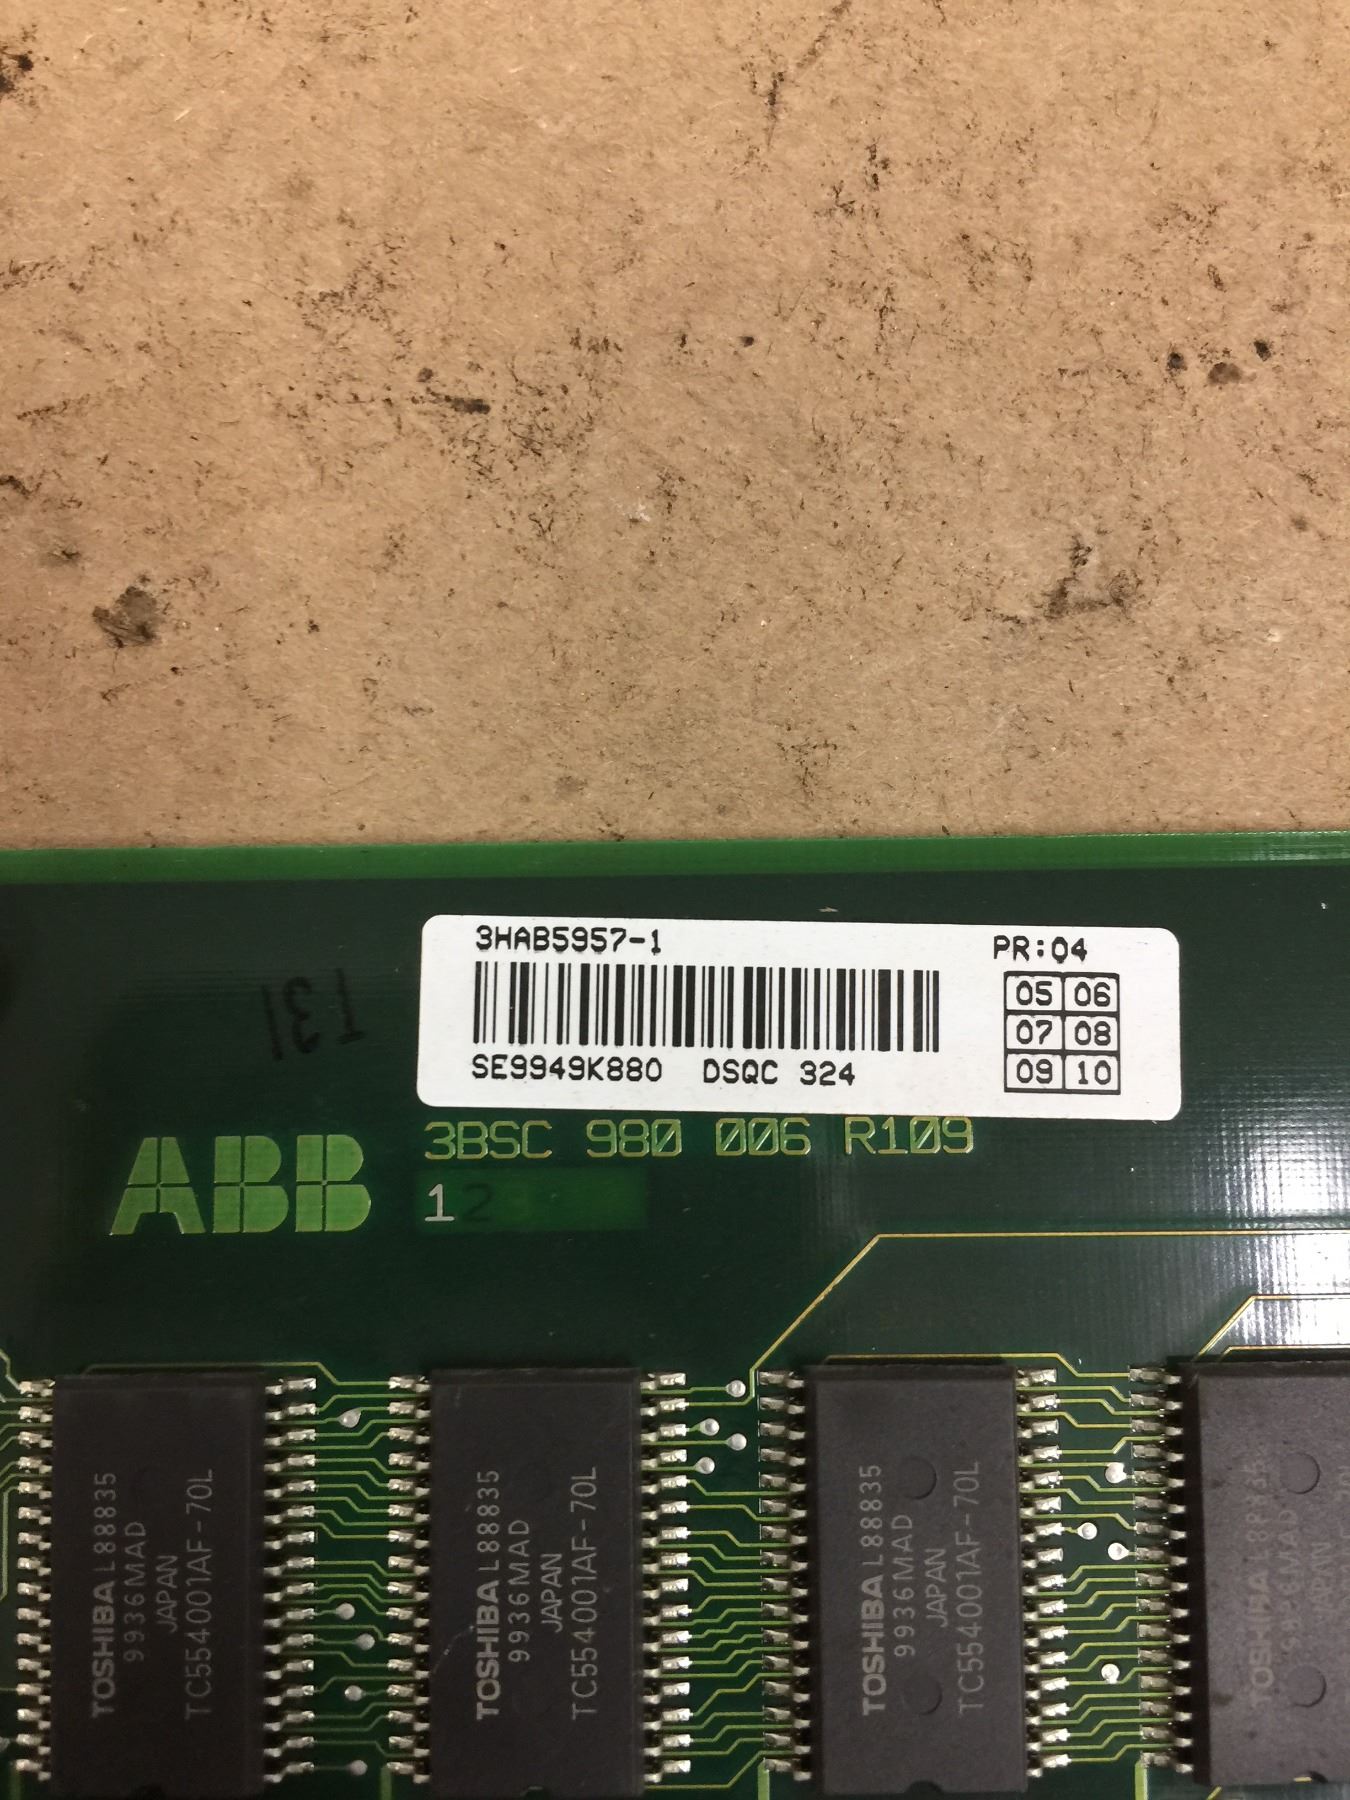 3HAB5957-1
PR:04
05 06
07 08
09 10
SE9949K880 DSQC 324
T31
ABB
3BSC 980 006 R109
12
TOSHIBA L88835
9936MAD
JAPAN
TC554001AF-70L
TOSHIBA L88835
9936MAD
JAPAN
TC554001AF-70L
TOSHIBA L88835
9936MAD
JAPAN
TC554001AF-70L
TOSHIBA
JAPAN